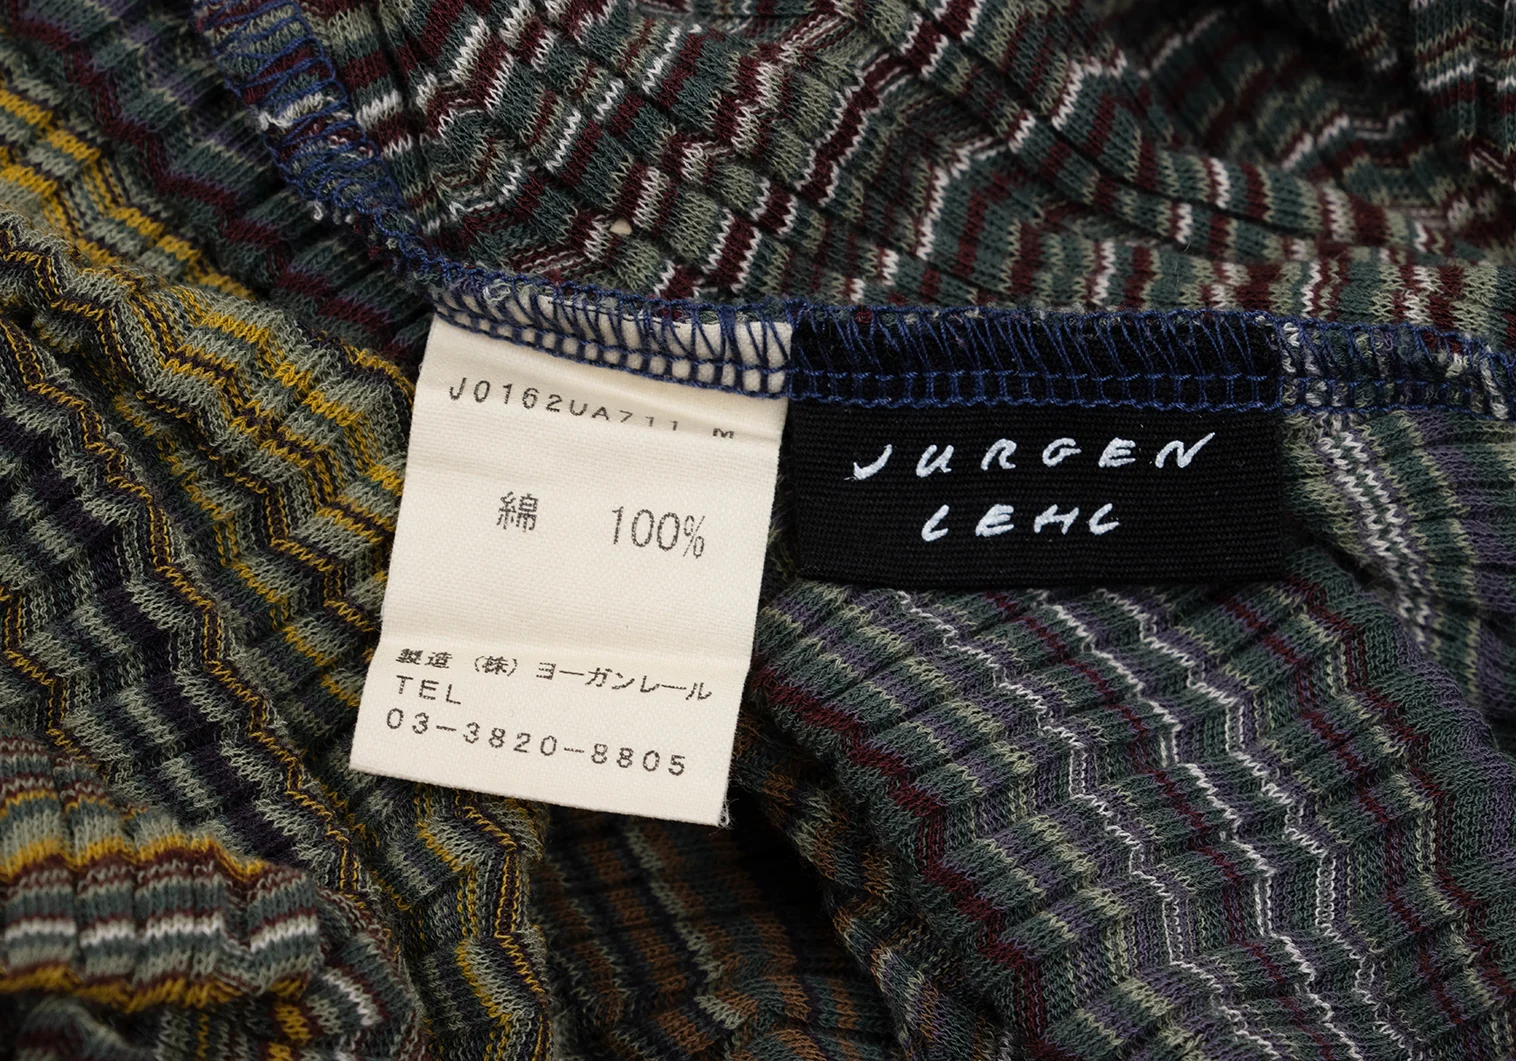 J0162UA711 M
綿 100%
製造 (株) ヨーガンレール
TEL
03-3820-8805
JURGEN
LEHL